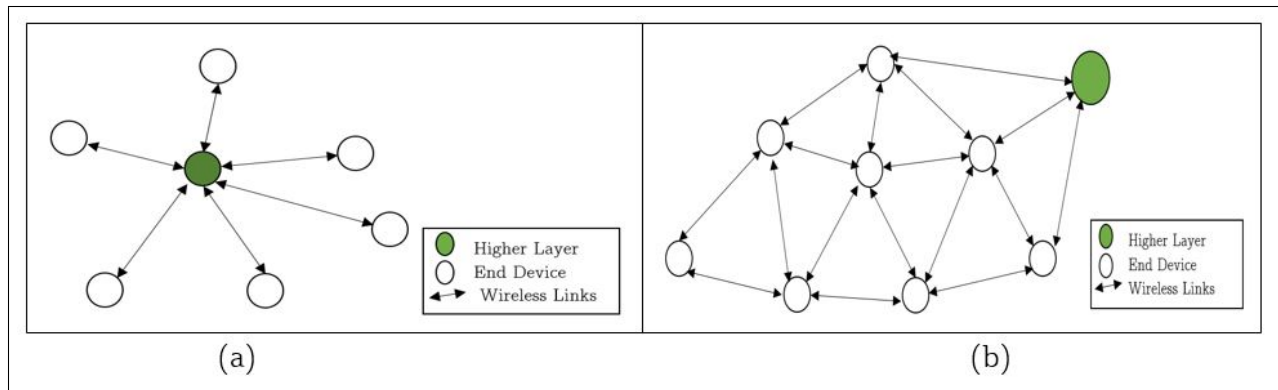 Higher Layer
End Device
Wireless Links
Higher Layer
End Device
Wireless Links
(a)
(b)